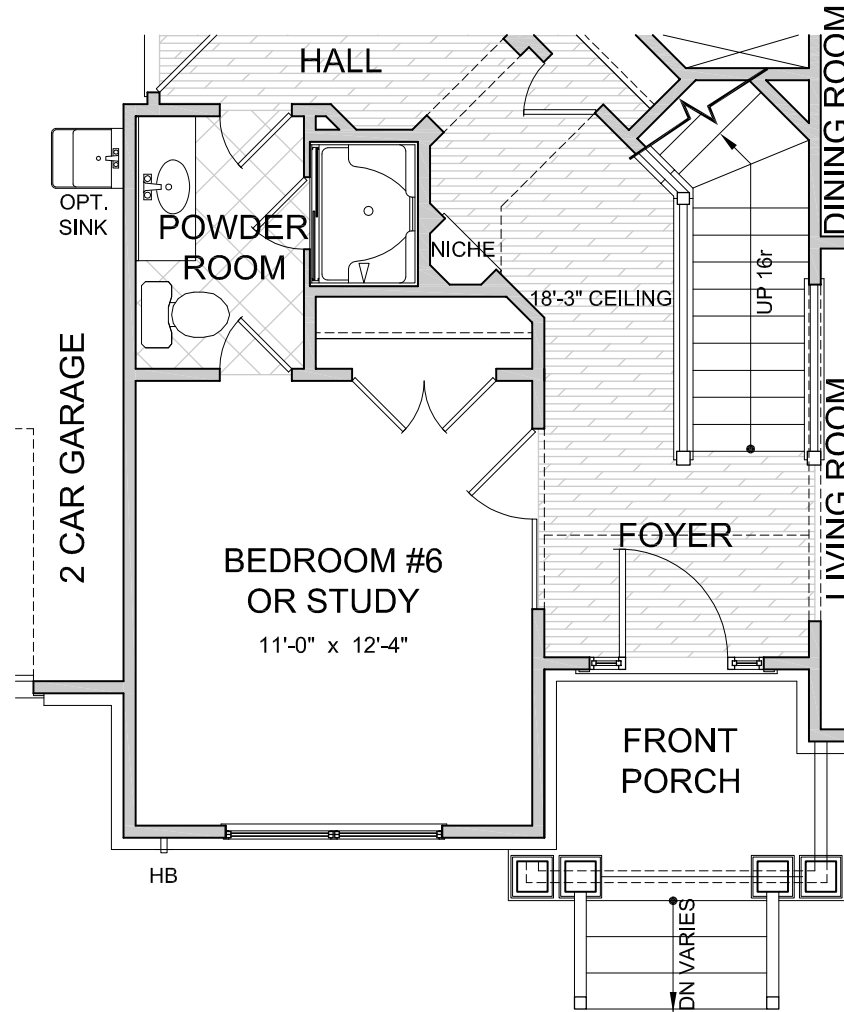 HALL
DINING ROOM
OPT.
SINK
POWDER
ROOM
NICHE
18'-3" CEILING
UP 16r
2 CAR GARAGE
LIVING ROOM
FOYER
BEDROOM #6
OR STUDY
11'-0" x 12'-4"
FRONT
PORCH
HB
DN VARIES